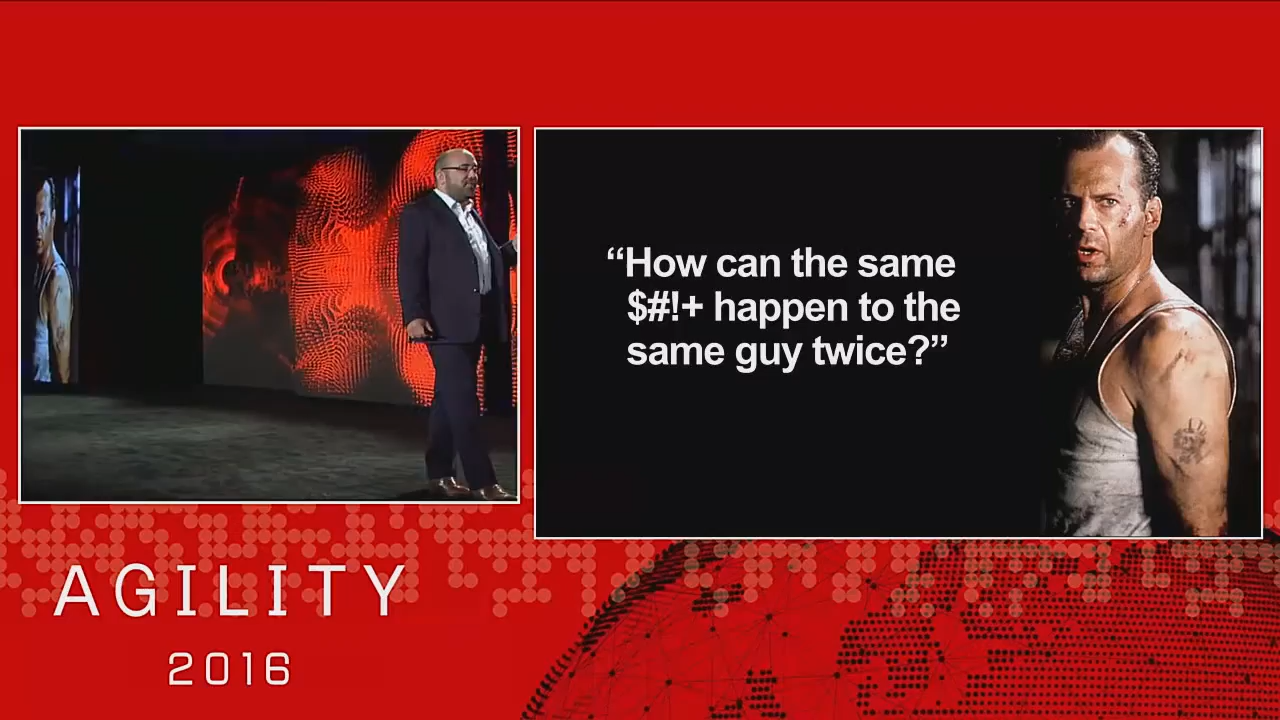 “How can the same
$#!+ happen to the
same guy twice?”
AGILITY
2016